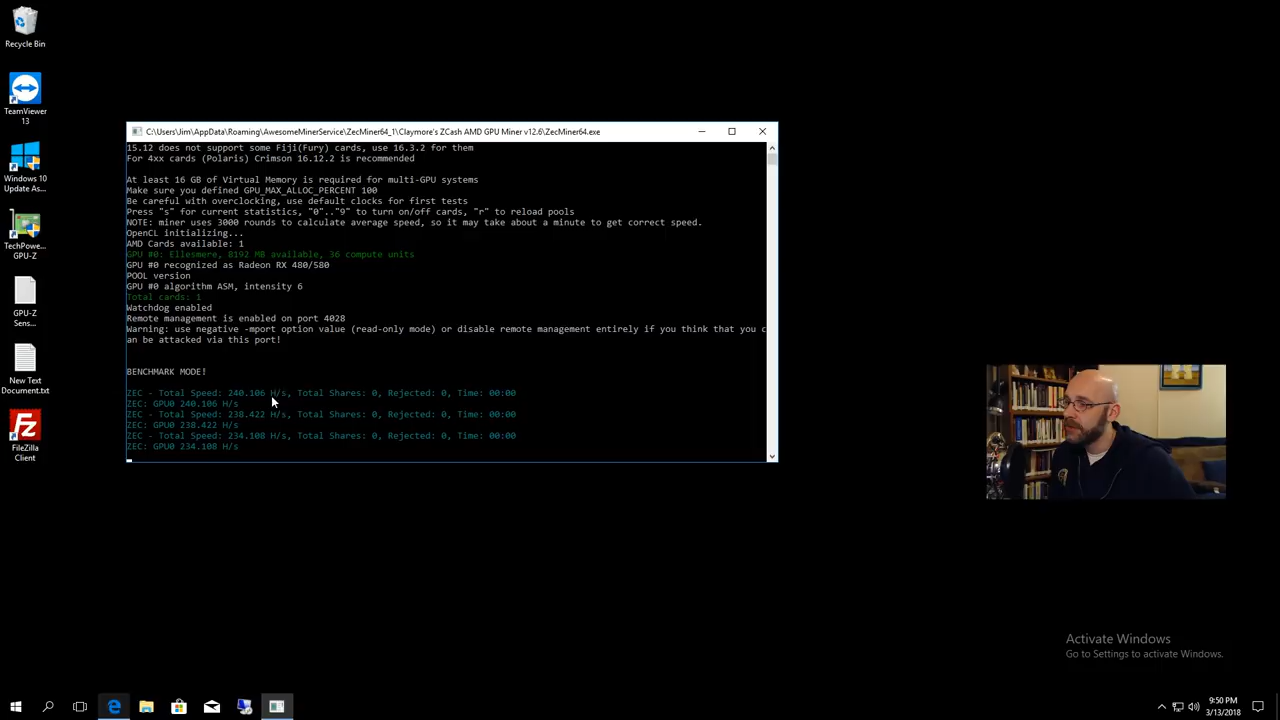 Recycle Bin
TeamViewer
13
Windows 10
Update As...
TechPowe...
GPU-Z
GPU-Z
Sens...
New Text
Document.txt
FileZilla
Client
C:\Users\Jim\AppData\Roaming\AwesomeMinerService\ZecMiner64_1\Claymore's ZCash AMD GPU Miner v12.6\ZecMiner64.exe
15.12 does not support some Fiji(Fury) cards, use 16.3.2 for them
For 4xx cards (Polaris) Crimson 16.12.2 is recommended
At least 16 GB of Virtual Memory is required for multi-GPU systems
Make sure you defined GPU_MAX_ALLOC_PERCENT 100
Be careful with overclocking, use default clocks for first tests
Press "s" for current statistics, "0".."9" to turn on/off cards, "r" to reload pools
NOTE: miner uses 3000 rounds to calculate average speed, so it may take about a minute to get correct speed.
OpenCL initializing...
AMD Cards available: 1
GPU #0: Ellesmere, 8192 MB available, 36 compute units
GPU #0 recognized as Radeon RX 480/580
POOL version
GPU #0 algorithm ASM, intensity 6
Total cards: 1
Watchdog enabled
Remote management is enabled on port 4028
Warning: use negative -mport option value (read-only mode) or disable remote management entirely if you think that you c
an be attacked via this port!
BENCHMARK MODE!
ZEC - Total Speed: 240.106 H/s, Total Shares: 0, Rejected: 0, Time: 00:00
ZEC: GPU0 240.106 H/s
ZEC - Total Speed: 238.422 H/s, Total Shares: 0, Rejected: 0, Time: 00:00
ZEC: GPU0 238.422 H/s
ZEC - Total Speed: 234.108 H/s, Total Shares: 0, Rejected: 0, Time: 00:00
ZEC: GPU0 234.108 H/s
Activate Windows
Go to Settings to activate Windows.
9:50 PM
3/13/2018